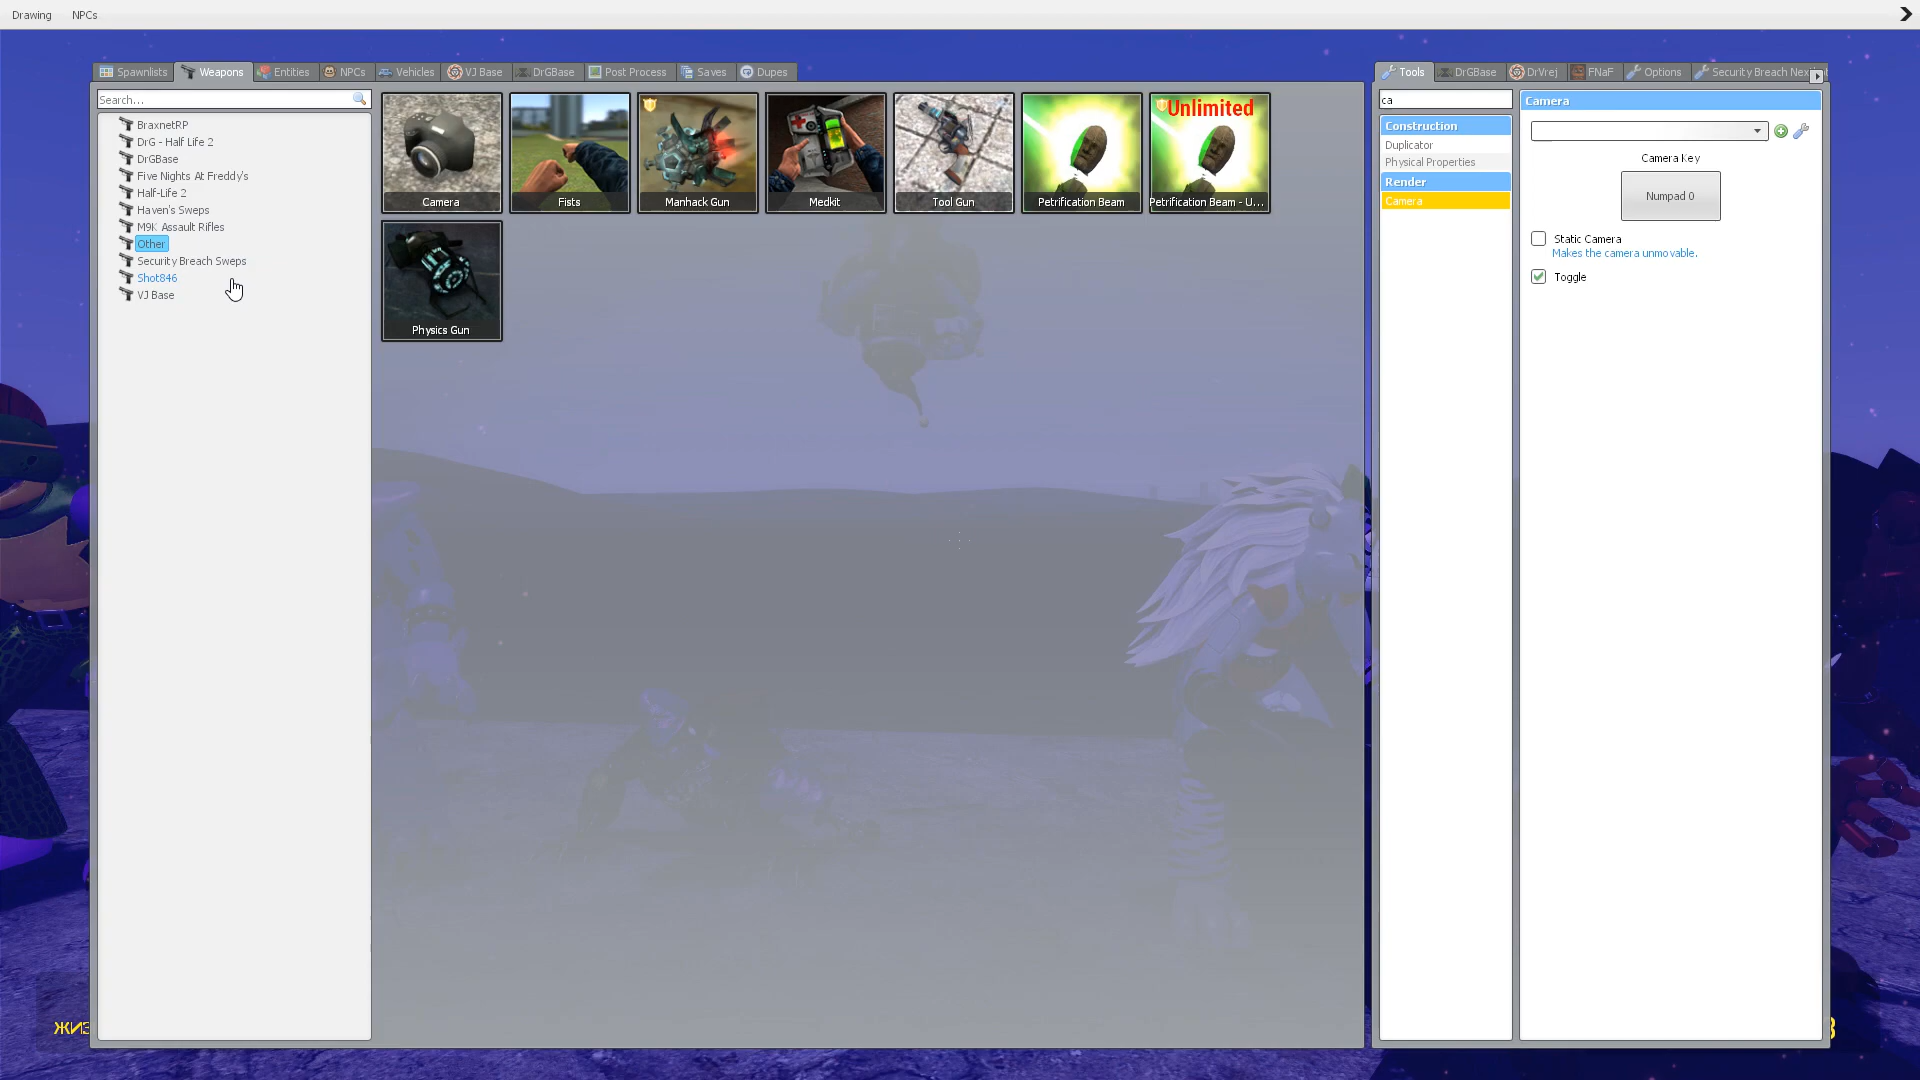 Drawing NPCs
Spawnlists Weapons Entities NPCs Vehicles VJ Base DrGBase Post Process Saves Dupes
Tools DrGBase DrVrej FNaF Options Security Breach
Search...
BraxnetRP
DrG - Half Life 2
DrGBase
Five Nights At Freddy's
Half-Life 2
Haven's Sweps
M9K Assault Rifles
Other
Security Breach Sweps
Shot846
VJ Base
Unlimited
Camera
Fists
Manhack Gun
Medkit
Tool Gun
Petrification Beam
Petrification Beam - U...
Physics Gun
ca
Construction
Duplicator
Physical Properties
Render
Camera
Camera
Camera Key
Numpad 0
Static Camera
Makes the camera unmovable.
Toggle